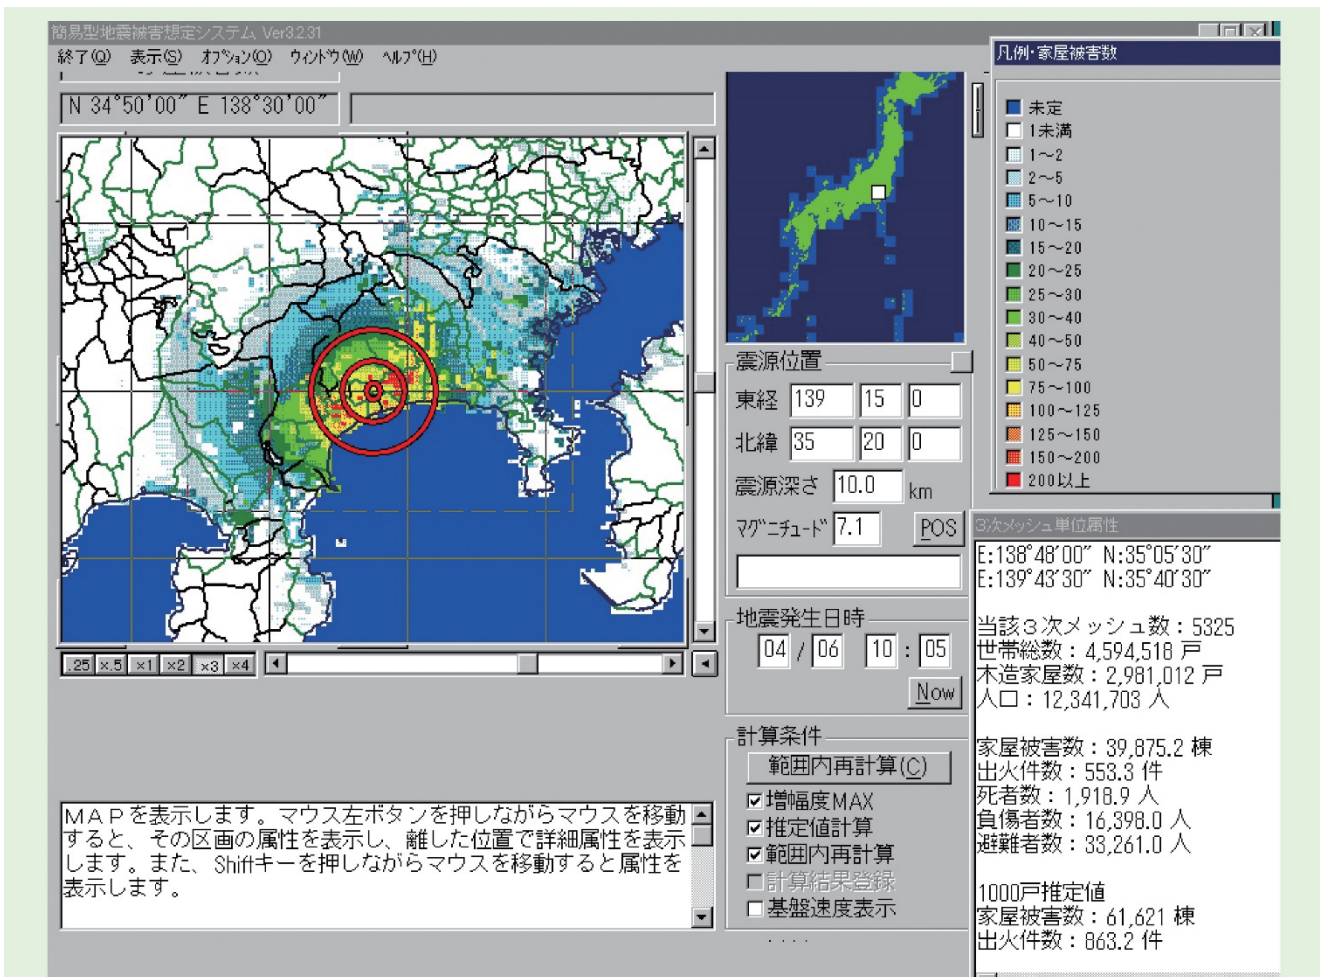 簡易型地震被害想定システム Ver3.2.31
終了(Q) 表示(S) オプション(O) ウィンドウ(W) ヘルプ(H)
N 34°50'00" E 138°30'00"
.25 ×.5 ×1 ×2 ×3 ×4
MAPを表示します。マウス左ボタンを押しながらマウスを移動
すると、その区画の属性を表示し、離した位置で詳細属性を表示
します。また、Shiftキーを押しながらマウスを移動すると属性を
表示します。
震源位置
東経 139 15 0
北緯 35 20 0
震源深さ 10.0 km
マグニチュード 7.1 POS
地震発生日時
04 / 06 10 : 05
Now
計算条件
範囲内再計算(C)
増幅度MAX
推定値計算
範囲内再計算
計算結果登録
基盤速度表示
凡例・家屋被害数
未定
1未満
1～2
2～5
5～10
10～15
15～20
20～25
25～30
30～40
40～50
50～75
75～100
100～125
125～150
150～200
200以上
3次メッシュ単位属性
E:138°48'00" N:35°05'30"
E:139°43'30" N:35°40'30"
当該3次メッシュ数：5325
世帯総数：4,594,518 戸
木造家屋数：2,981,012 戸
人口：12,341,703 人
家屋被害数：39,875.2 棟
出火件数：553.3 件
死者数：1,918.9 人
負傷者数：16,398.0 人
避難者数：33,261.0 人
1000戸推定値
家屋被害数：61,621 棟
出火件数：863.2 件